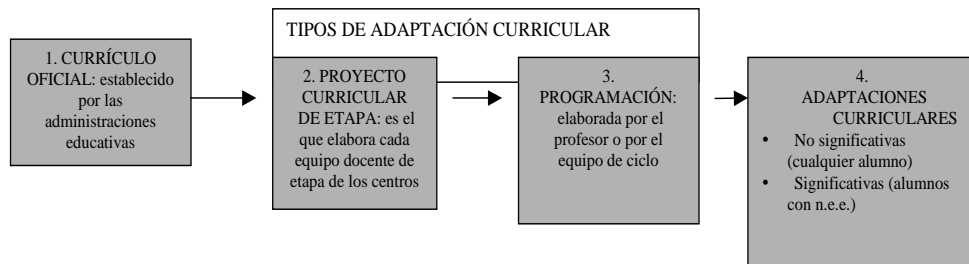 TIPOS DE ADAPTACIÓN CURRICULAR
1. CURRÍCULO
OFICIAL: establecido
por las
administraciones
educativas
2. PROYECTO
CURRICULAR
DE ETAPA: es el
que elabora cada
equipo docente de
etapa de los centros
3.
PROGRAMACIÓN:
elaborada por el
profesor o por el
equipo de ciclo
4.
ADAPTACIONES
CURRICULARES
• No significativas
(cualquier alumno)
• Significativas (alumnos
con n.e.e.)